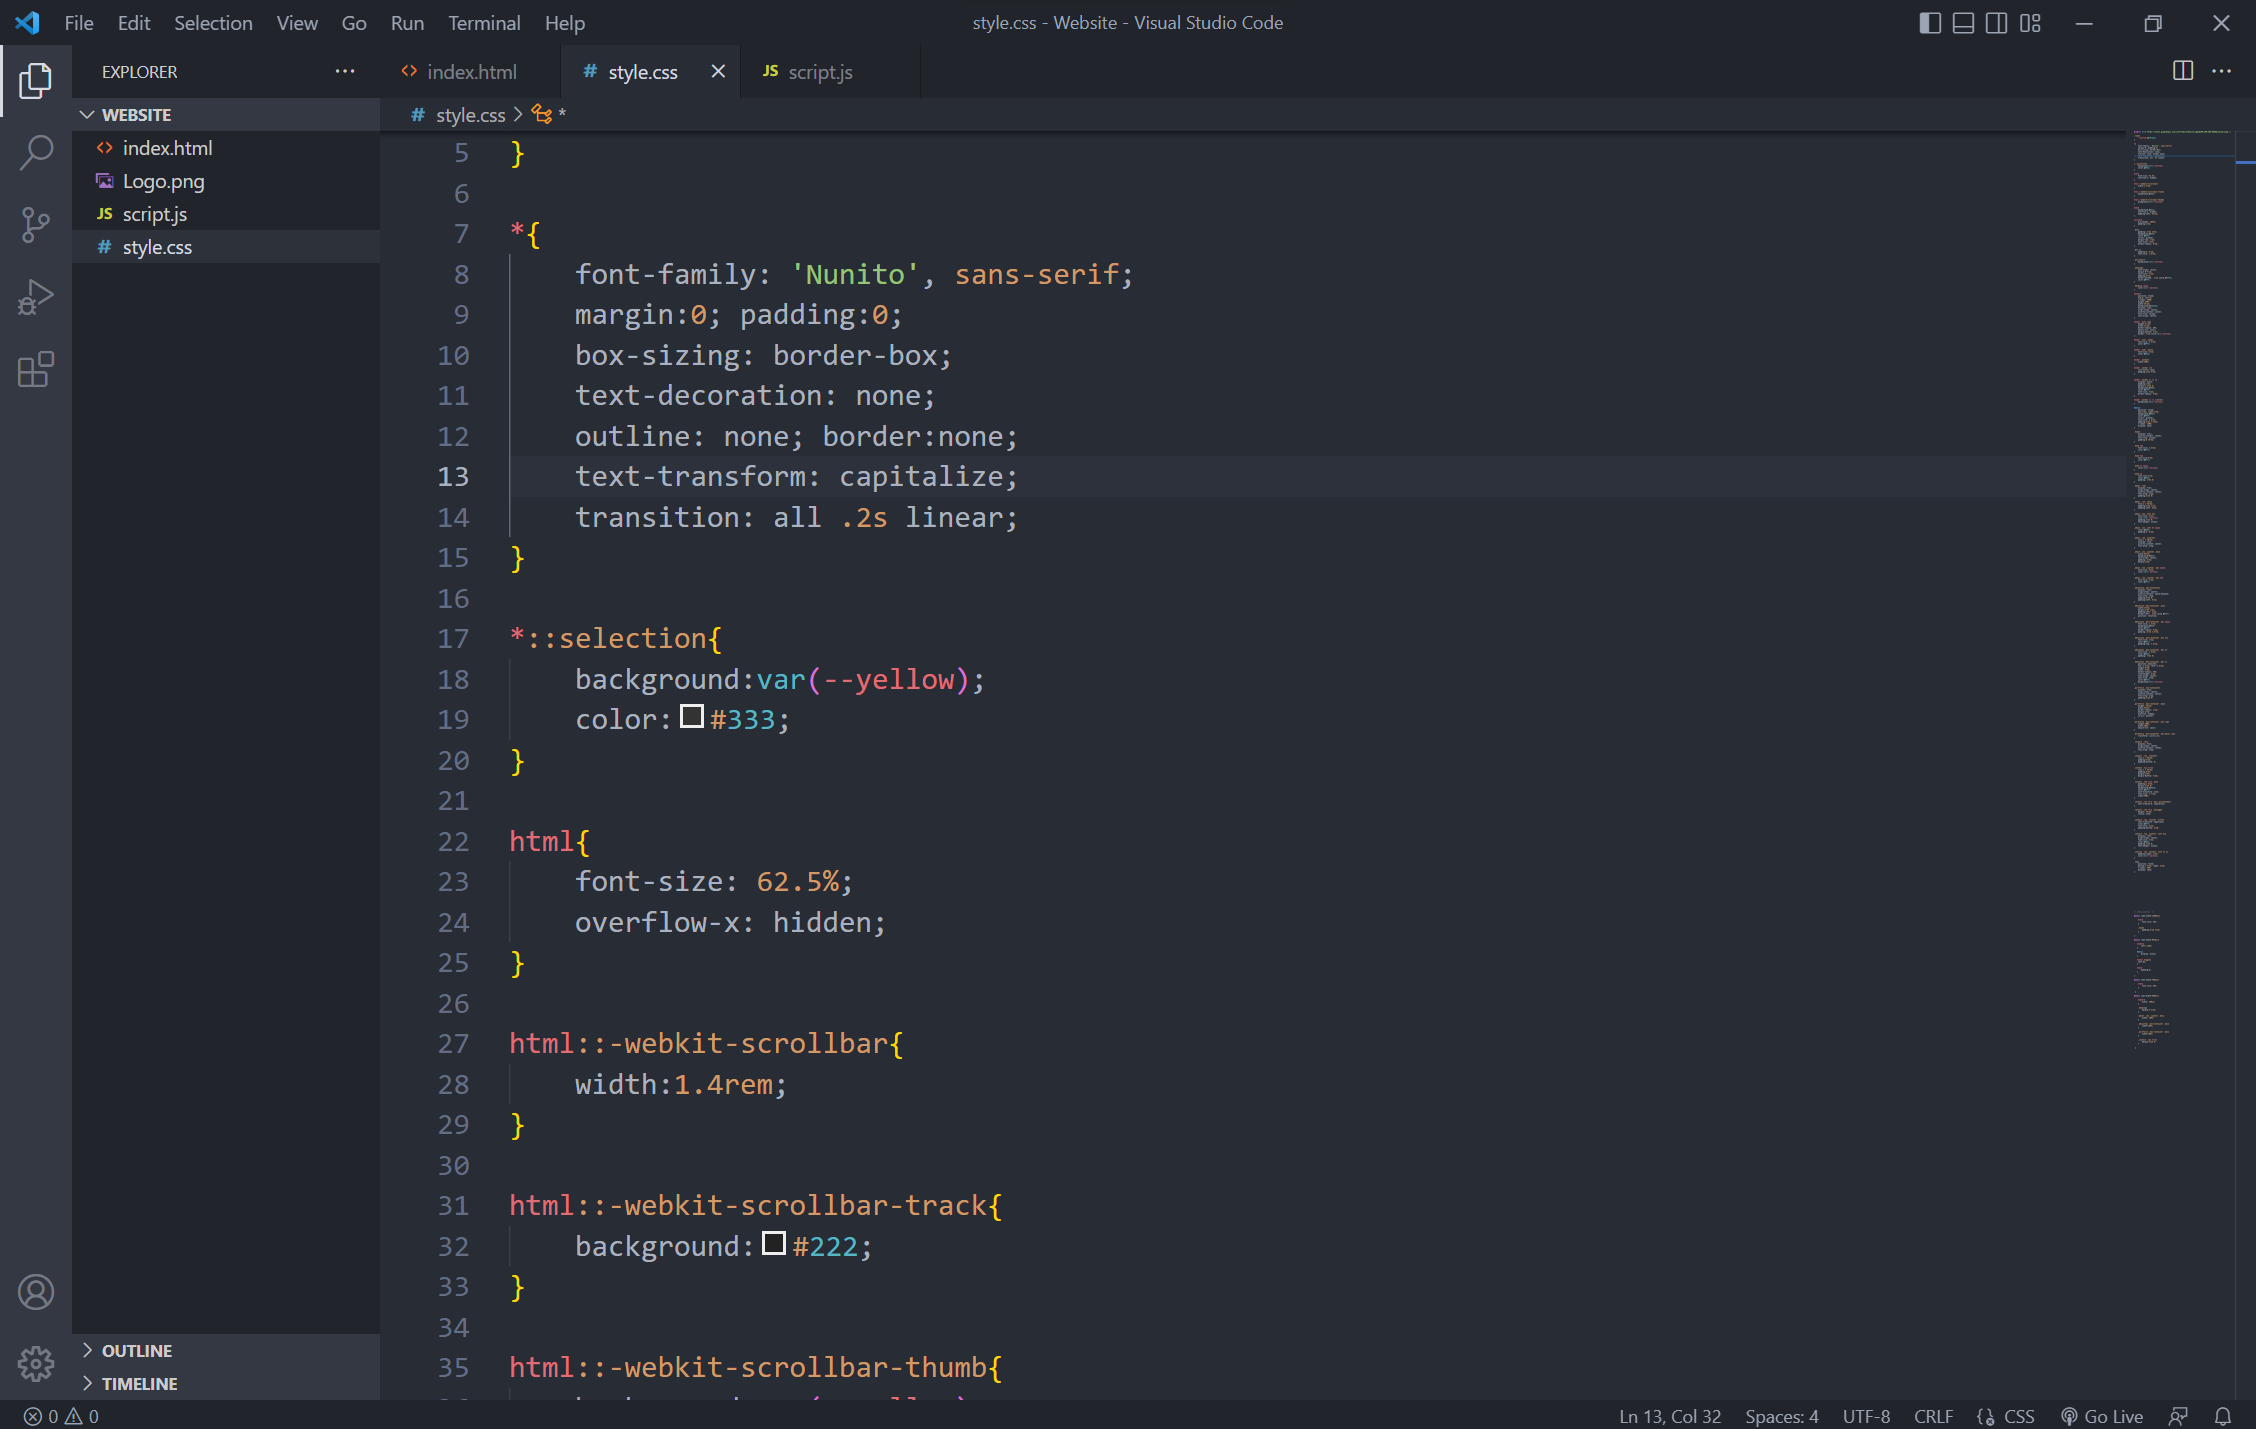 File Edit Selection View Go Run Terminal Help
style.css - Website - Visual Studio Code
EXPLORER
WEBSITE
index.html
Logo.png
JS script.js
# style.css
OUTLINE
TIMELINE
index.html
# style.css
JS script.js
# style.css > *
5 }
6
7 *{
8 font-family: 'Nunito', sans-serif;
9 margin:0; padding:0;
10 box-sizing: border-box;
11 text-decoration: none;
12 outline: none; border:none;
13 text-transform: capitalize;
14 transition: all .2s linear;
15 }
16
17 *::selection{
18 background:var(--yellow);
19 color:#333;
20 }
21
22 html{
23 font-size: 62.5%;
24 overflow-x: hidden;
25 }
26
27 html::-webkit-scrollbar{
28 width:1.4rem;
29 }
30
31 html::-webkit-scrollbar-track{
32 background:#222;
33 }
34
35 html::-webkit-scrollbar-thumb{
0 0
Ln 13, Col 32 Spaces: 4 UTF-8 CRLF {} CSS Go Live